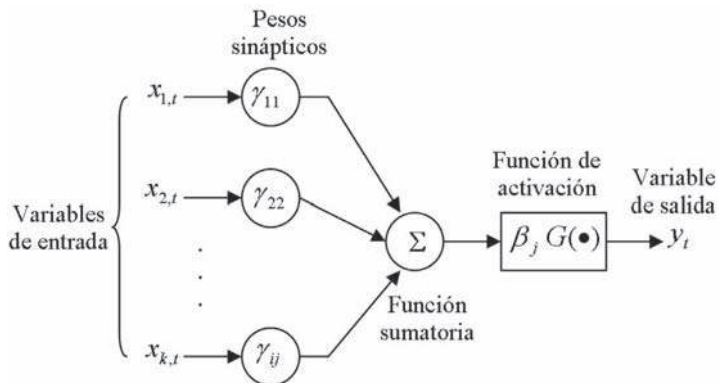 Pesos
sinápticos
x₁,t
γ₁₁
x₂,t
γ₂₂
Variables
de entrada
.
.
.
xₖ,t
γᵢⱼ
Σ
Función
sumatoria
Función de
activación
βⱼ G(•)
Variable
de salida
yₜ